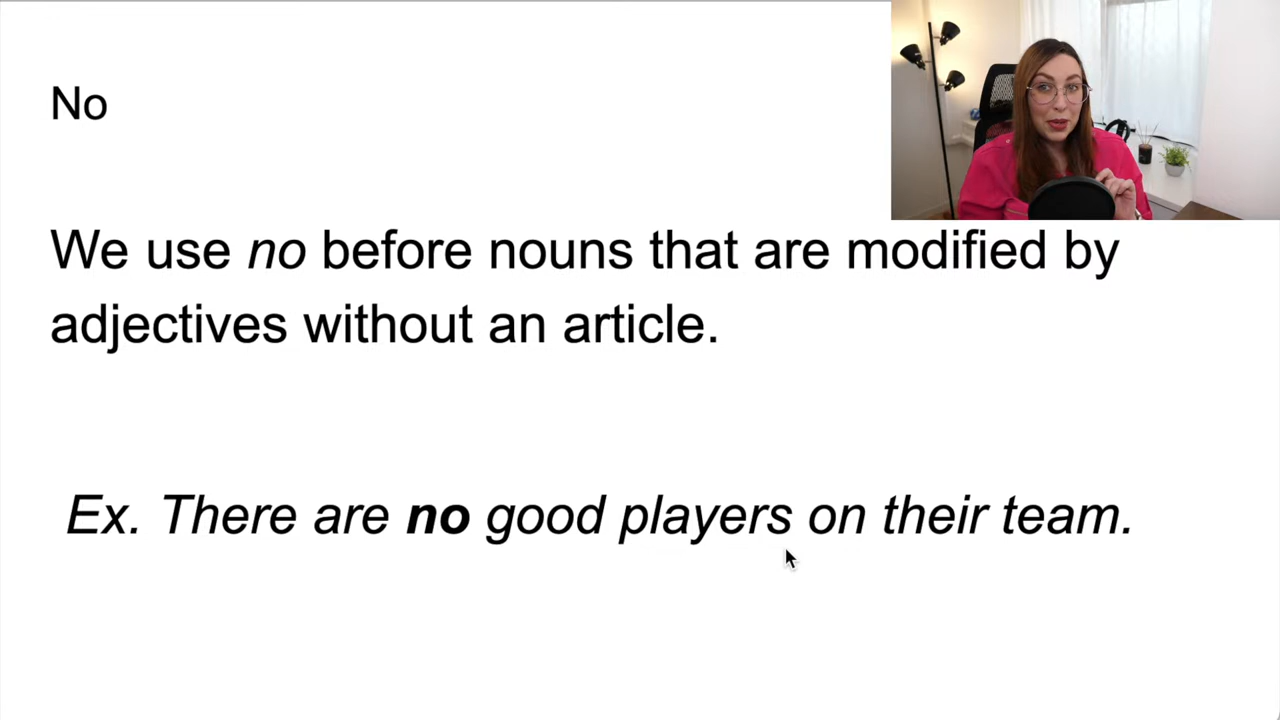 No
We use no before nouns that are modified by
adjectives without an article.
Ex. There are no good players on their team.